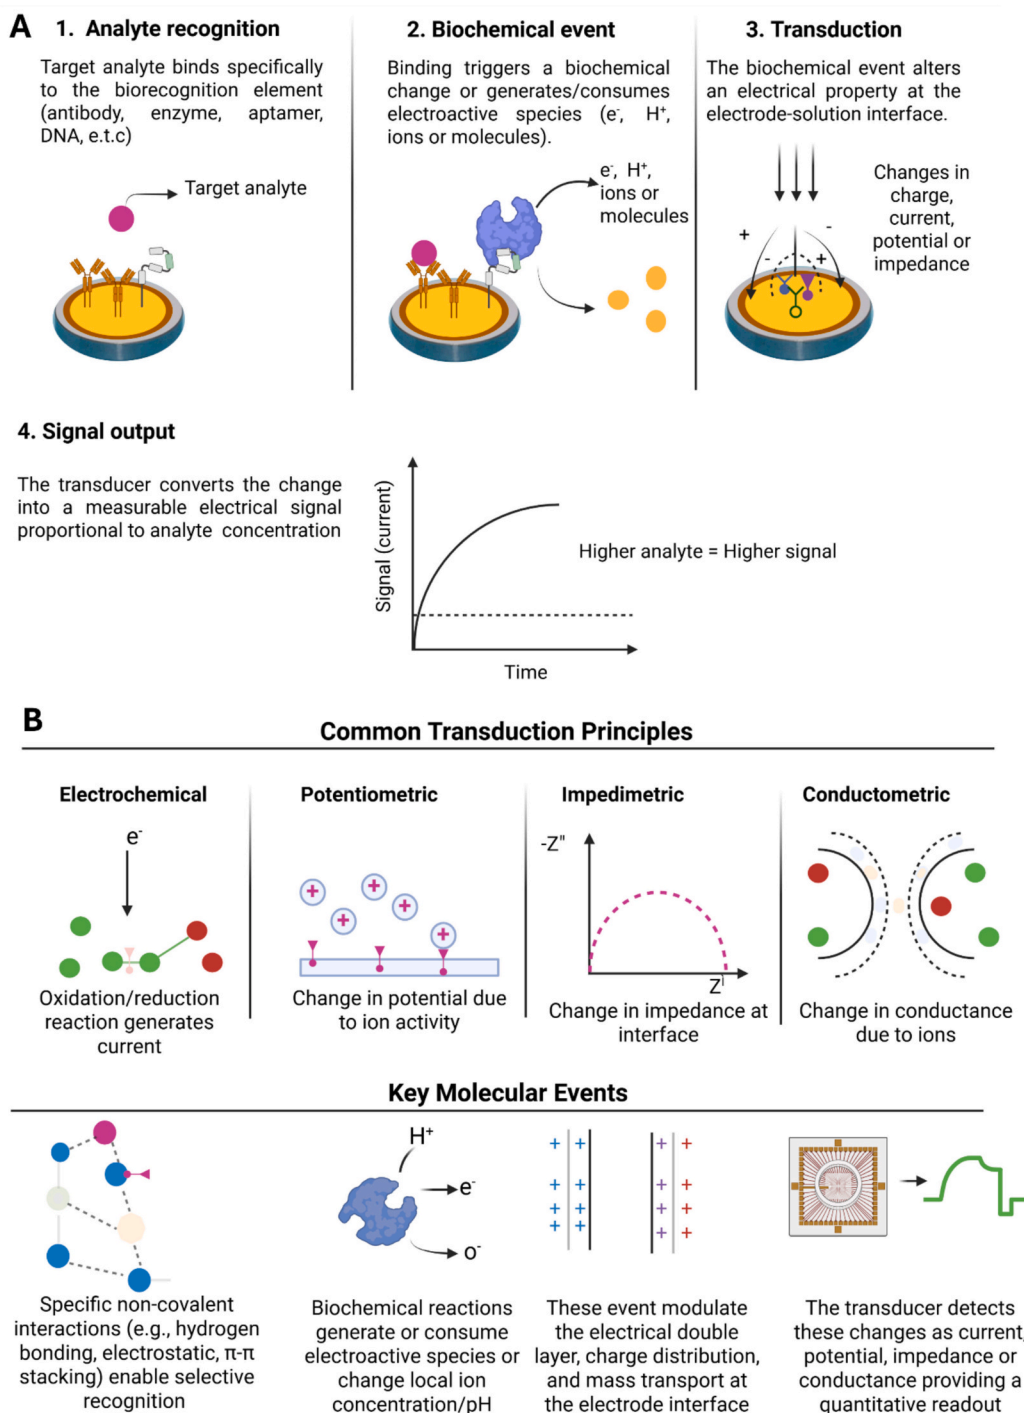 A
1. Analyte recognition
Target analyte binds specifically
to the biorecognition element
(antibody, enzyme, aptamer,
DNA, e.t.c)
Target analyte
2. Biochemical event
Binding triggers a biochemical
change or generates/consumes
electroactive species (e⁻, H⁺,
ions or molecules).
e⁻, H⁺,
ions or
molecules
3. Transduction
The biochemical event alters
an electrical property at the
electrode-solution interface.
Changes in
charge,
current,
potential or
impedance
+
-
-
+
4. Signal output
The transducer converts the change
into a measurable electrical signal
proportional to analyte concentration
Signal (current)
Time
Higher analyte = Higher signal
B
Common Transduction Principles
Electrochemical
e⁻
Oxidation/reduction
reaction generates
current
Potentiometric
+
+
+
+
+
Change in potential due
to ion activity
Impedimetric
-Z"
Z'
Change in impedance at
interface
Conductometric
Change in conductance
due to ions
Key Molecular Events
Specific non-covalent
interactions (e.g., hydrogen
bonding, electrostatic, π-π
stacking) enable selective
recognition
H⁺
e⁻
o⁻
Biochemical reactions
generate or consume
electroactive species or
change local ion
concentration/pH
+ + + +
+ + + +
+ + + +
+ + + +
These event modulate
the electrical double
layer, charge distribution,
and mass transport at
the electrode interface
The transducer detects
these changes as current,
potential, impedance or
conductance providing a
quantitative readout